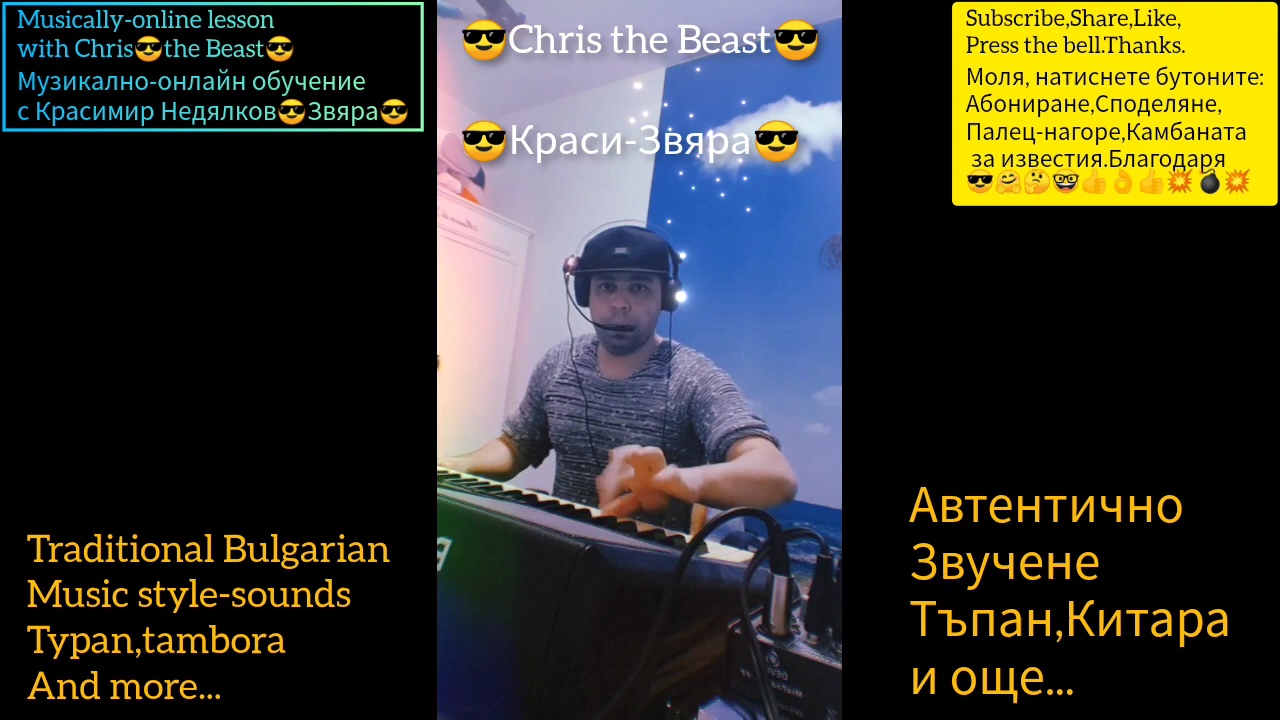 Musically-online lesson
with Chris😎the Beast😎
Музикално-онлайн обучение
с Красимир Недялков😎Звяра😎
😎Chris the Beast😎
😎Краси-Звяра😎
Subscribe,Share,Like,
Press the bell.Thanks.
Моля, натиснете бутоните:
Абониране,Споделяне,
Палец-нагоре,Камбаната
за известия.Благодаря
😎🤗🤔🤓👍👌👍💥💣💥
Traditional Bulgarian
Music style-sounds
Typan,tambora
And more...
Автентично
Звучене
Тъпан,Китара
и още...